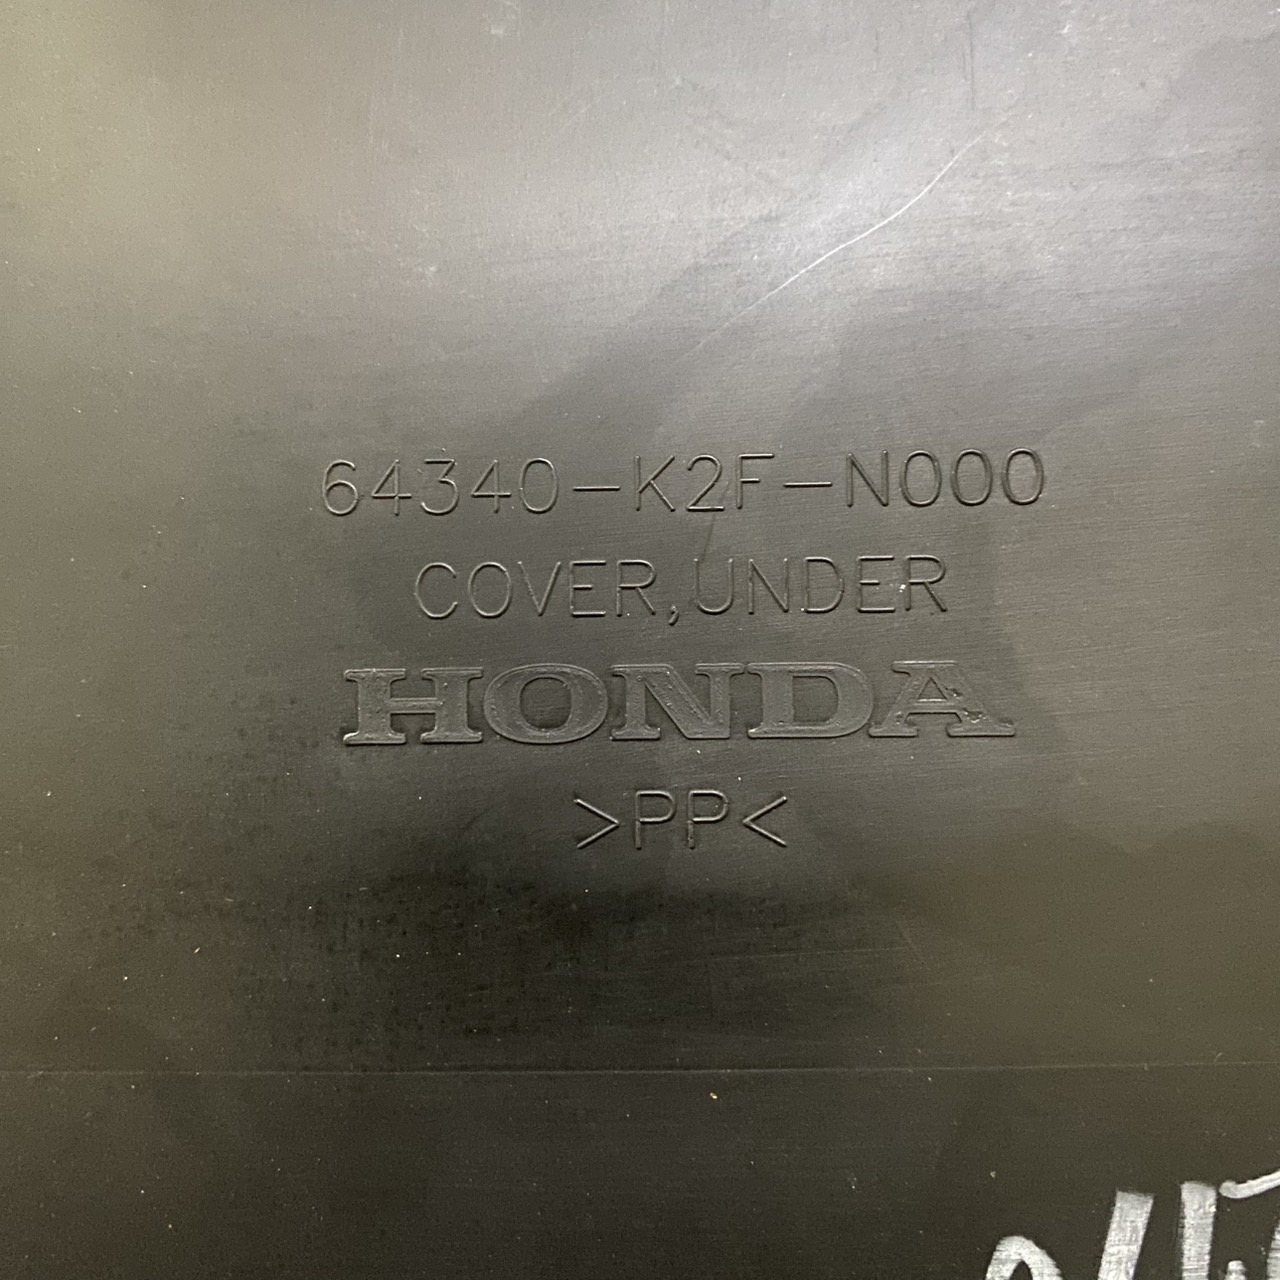 64340-K2F-N000
COVER,UNDER
HONDA
>PP<